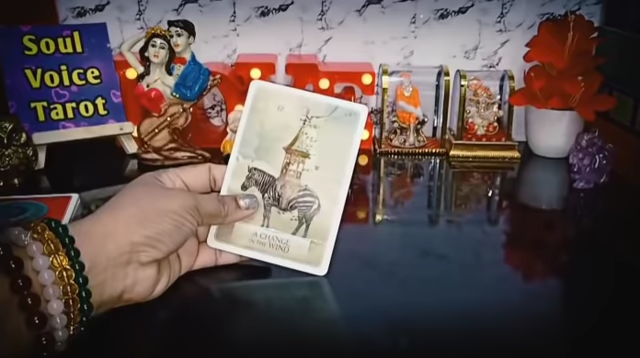 Soul
Voice
Tarot
A CHANGE
IN THE WIND